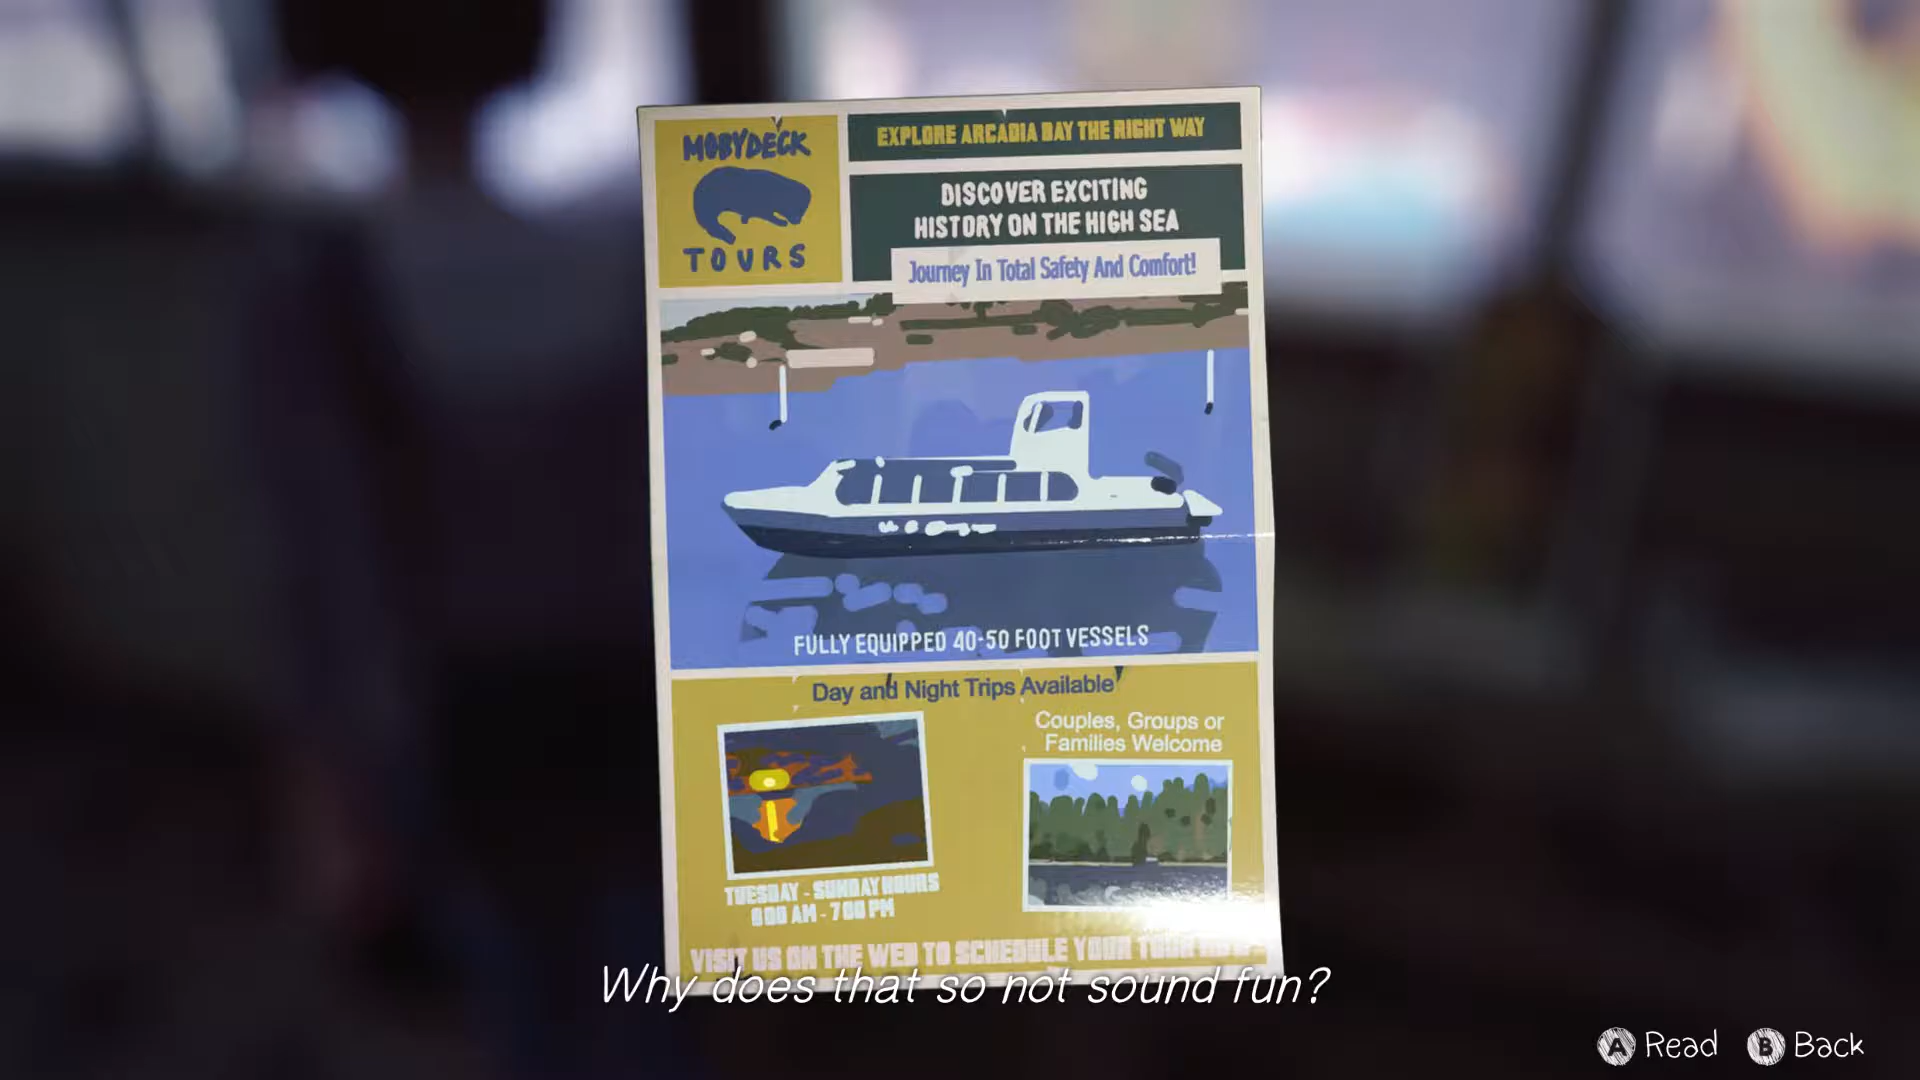 MOBYDECK
TOURS
EXPLORE ARCADIA BAY THE RIGHT WAY
DISCOVER EXCITING
HISTORY ON THE HIGH SEA
Journey In Total Safety And Comfort!
FULLY EQUIPPED 40-50 FOOT VESSELS
Day and Night Trips Available
Couples, Groups or
Families Welcome
TUESDAY - SUNDAY HOURS
800 AM - 700 PM
VISIT US ON THE WEB TO SCHEDULE YOUR TOUR
Why does that so not sound fun?
A Read B Back